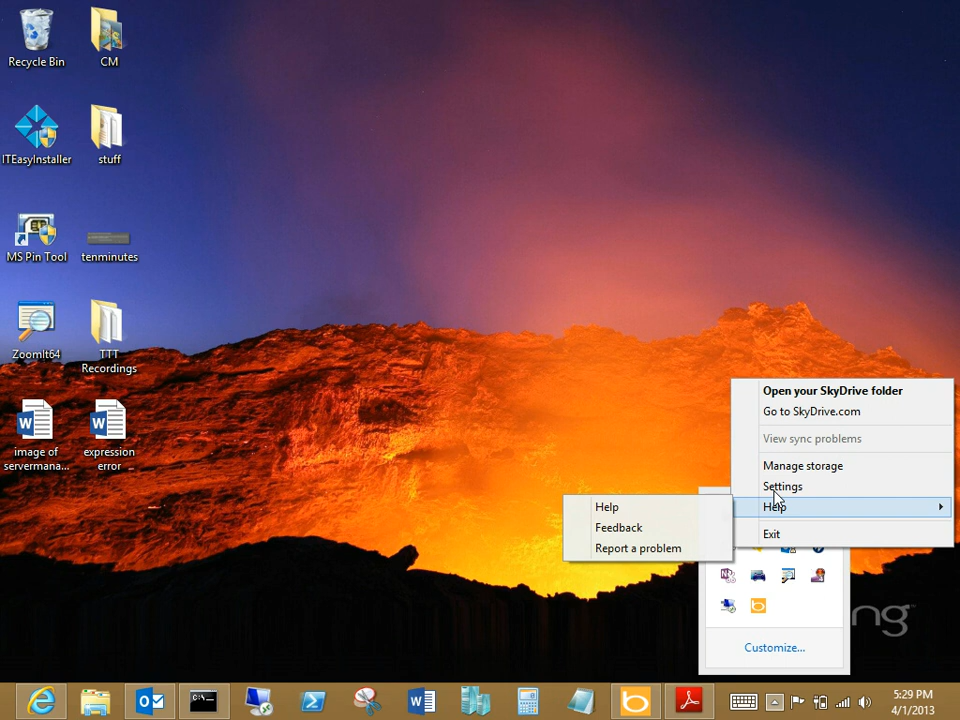 Recycle Bin
CM
ITEasyInstaller
stuff
MS Pin Tool
tenminutes
ZoomIt64
TTT
Recordings
image of
servermana...
expression
error _...
Open your SkyDrive folder
Go to SkyDrive.com
View sync problems
Manage storage
Settings
Help
Exit
Help
Feedback
Report a problem
Customize...
ng
C:\
5:29 PM
4/1/2013